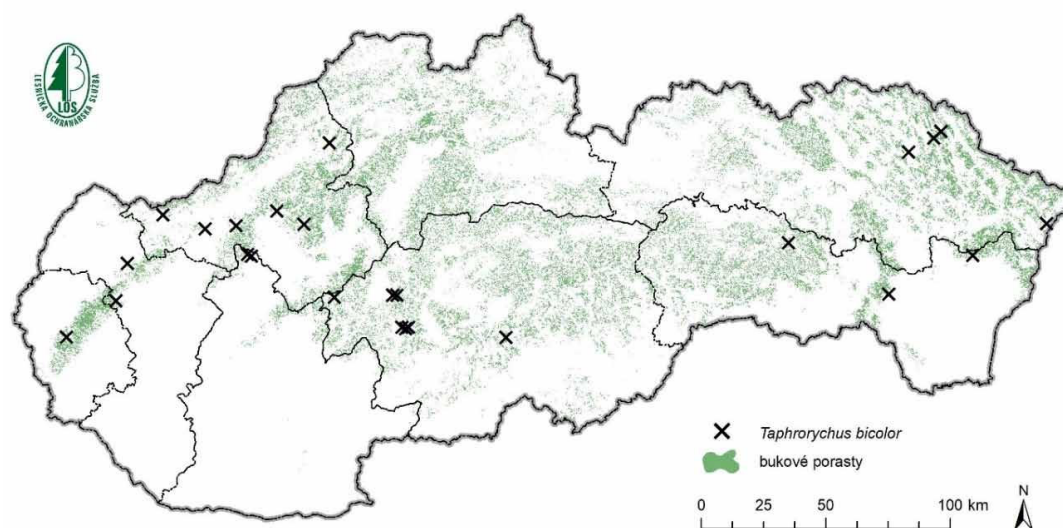 LESNÍCKA OCHRANÁRSKA SLUŽBA
LOS
Taphrorychus bicolor
bukové porasty
0 25 50 100 km
N